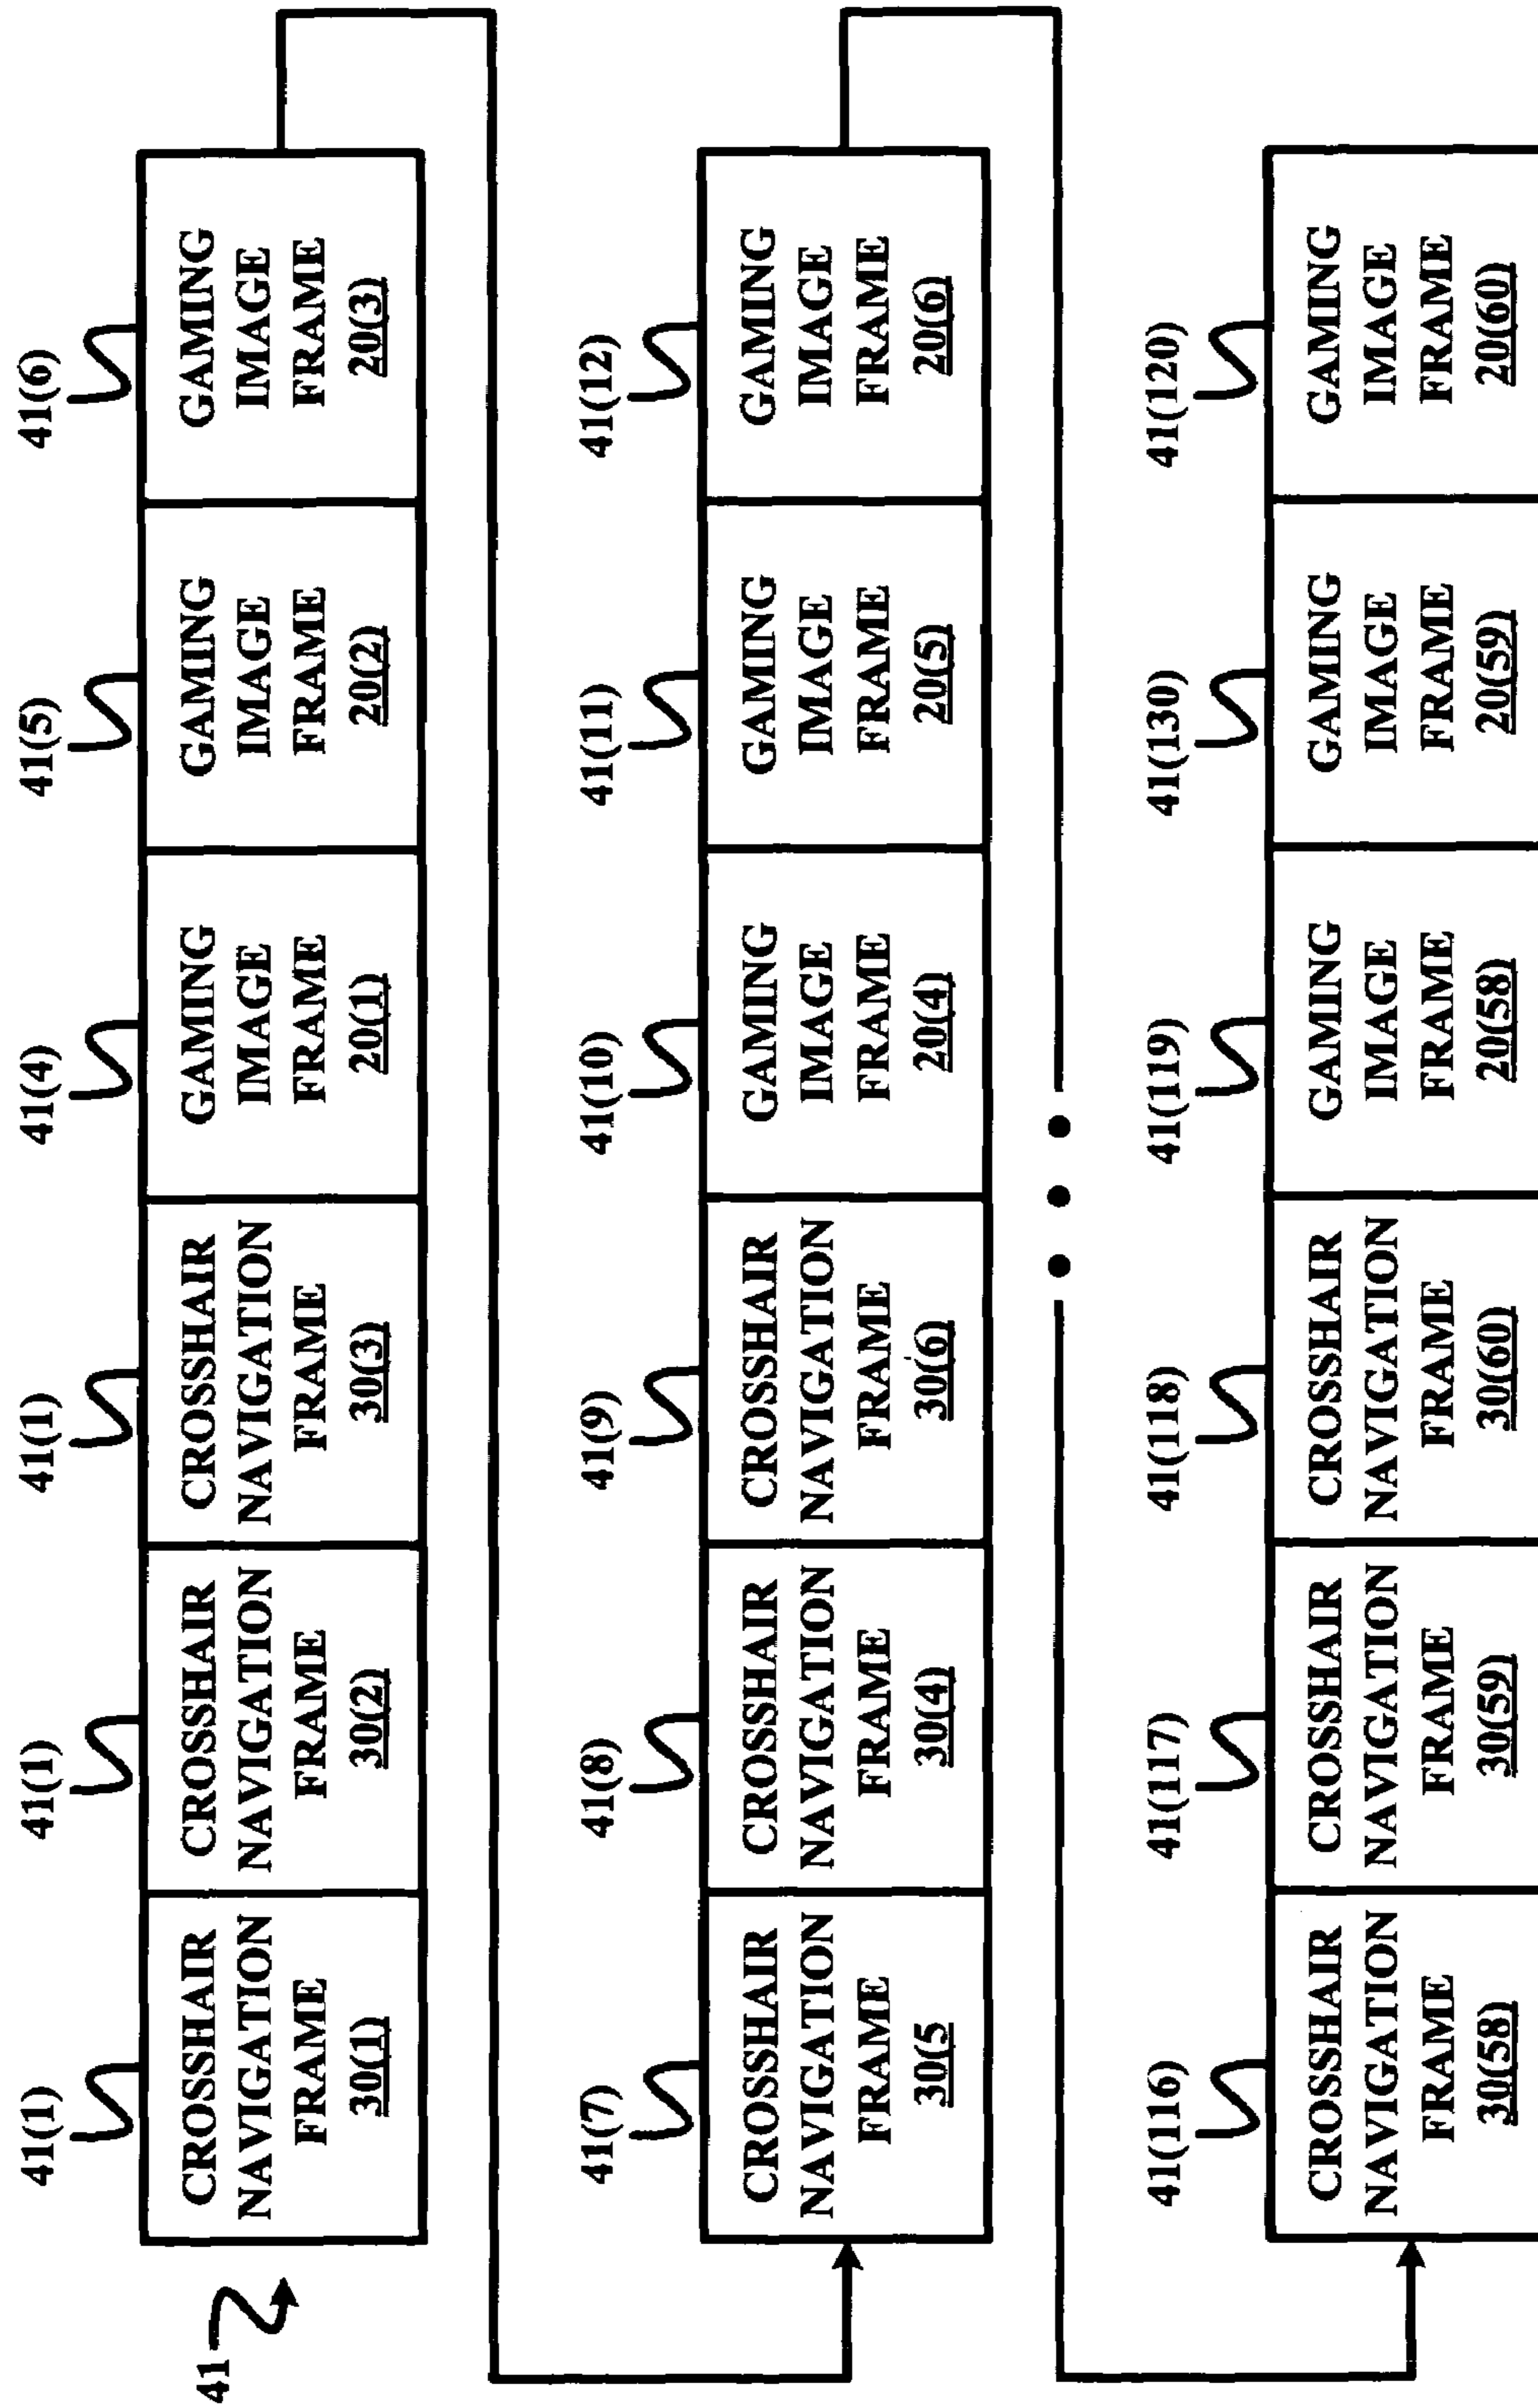 41
41(1)
CROSSHAIR
NAVIGATION
FRAME
30(1)
41(1)
CROSSHAIR
NAVIGATION
FRAME
30(2)
41(1)
CROSSHAIR
NAVIGATION
FRAME
30(3)
41(4)
GAMING
IMAGE
FRAME
20(1)
41(5)
GAMING
IMAGE
FRAME
20(2)
41(6)
GAMING
IMAGE
FRAME
20(3)
41(7)
CROSSHAIR
NAVIGATION
FRAME
30(5
41(8)
CROSSHAIR
NAVIGATION
FRAME
30(4)
41(9)
CROSSHAIR
NAVIGATION
FRAME
30(6)
41(10)
GAMING
IMAGE
FRAME
20(4)
41(11)
GAMING
IMAGE
FRAME
20(5)
41(12)
GAMING
IMAGE
FRAME
20(6)
41(116)
CROSSHAIR
NAVIGATION
FRAME
30(58)
41(117)
CROSSHAIR
NAVIGATION
FRAME
30(59)
41(118)
CROSSHAIR
NAVIGATION
FRAME
30(60)
41(119)
GAMING
IMAGE
FRAME
20(58)
41(130)
GAMING
IMAGE
FRAME
20(59)
41(120)
GAMING
IMAGE
FRAME
20(60)